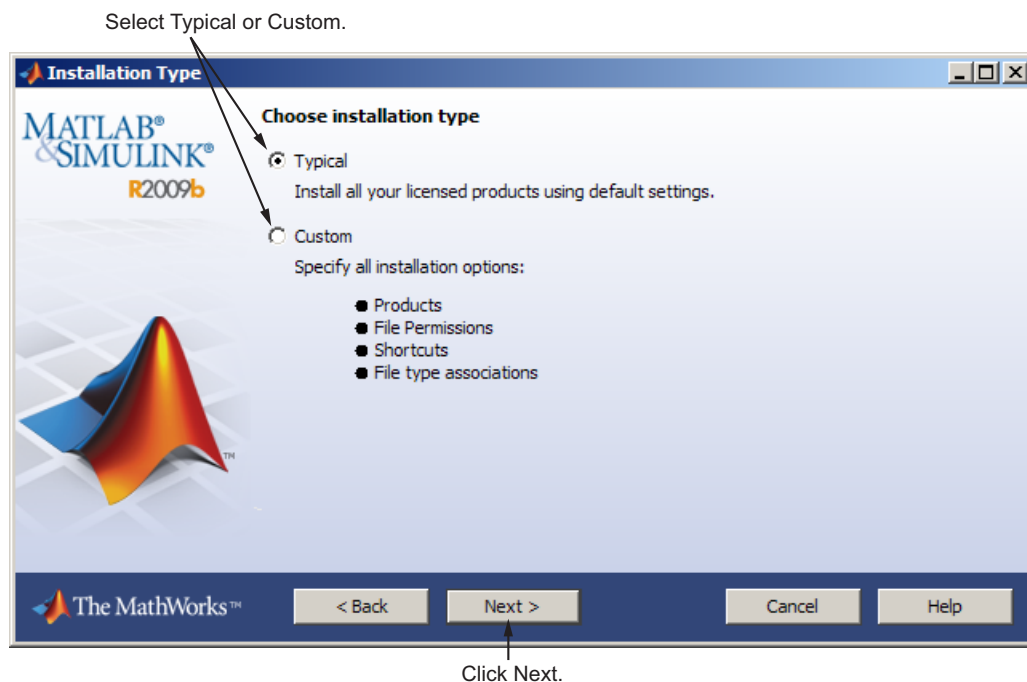 Select Typical or Custom.
Installation Type
MATLAB®
&SIMULINK®
R2009b
Choose installation type
Typical
Install all your licensed products using default settings.
Custom
Specify all installation options:
Products
File Permissions
Shortcuts
File type associations
TM
The MathWorks™
< Back
Next >
Cancel
Help
Click Next.